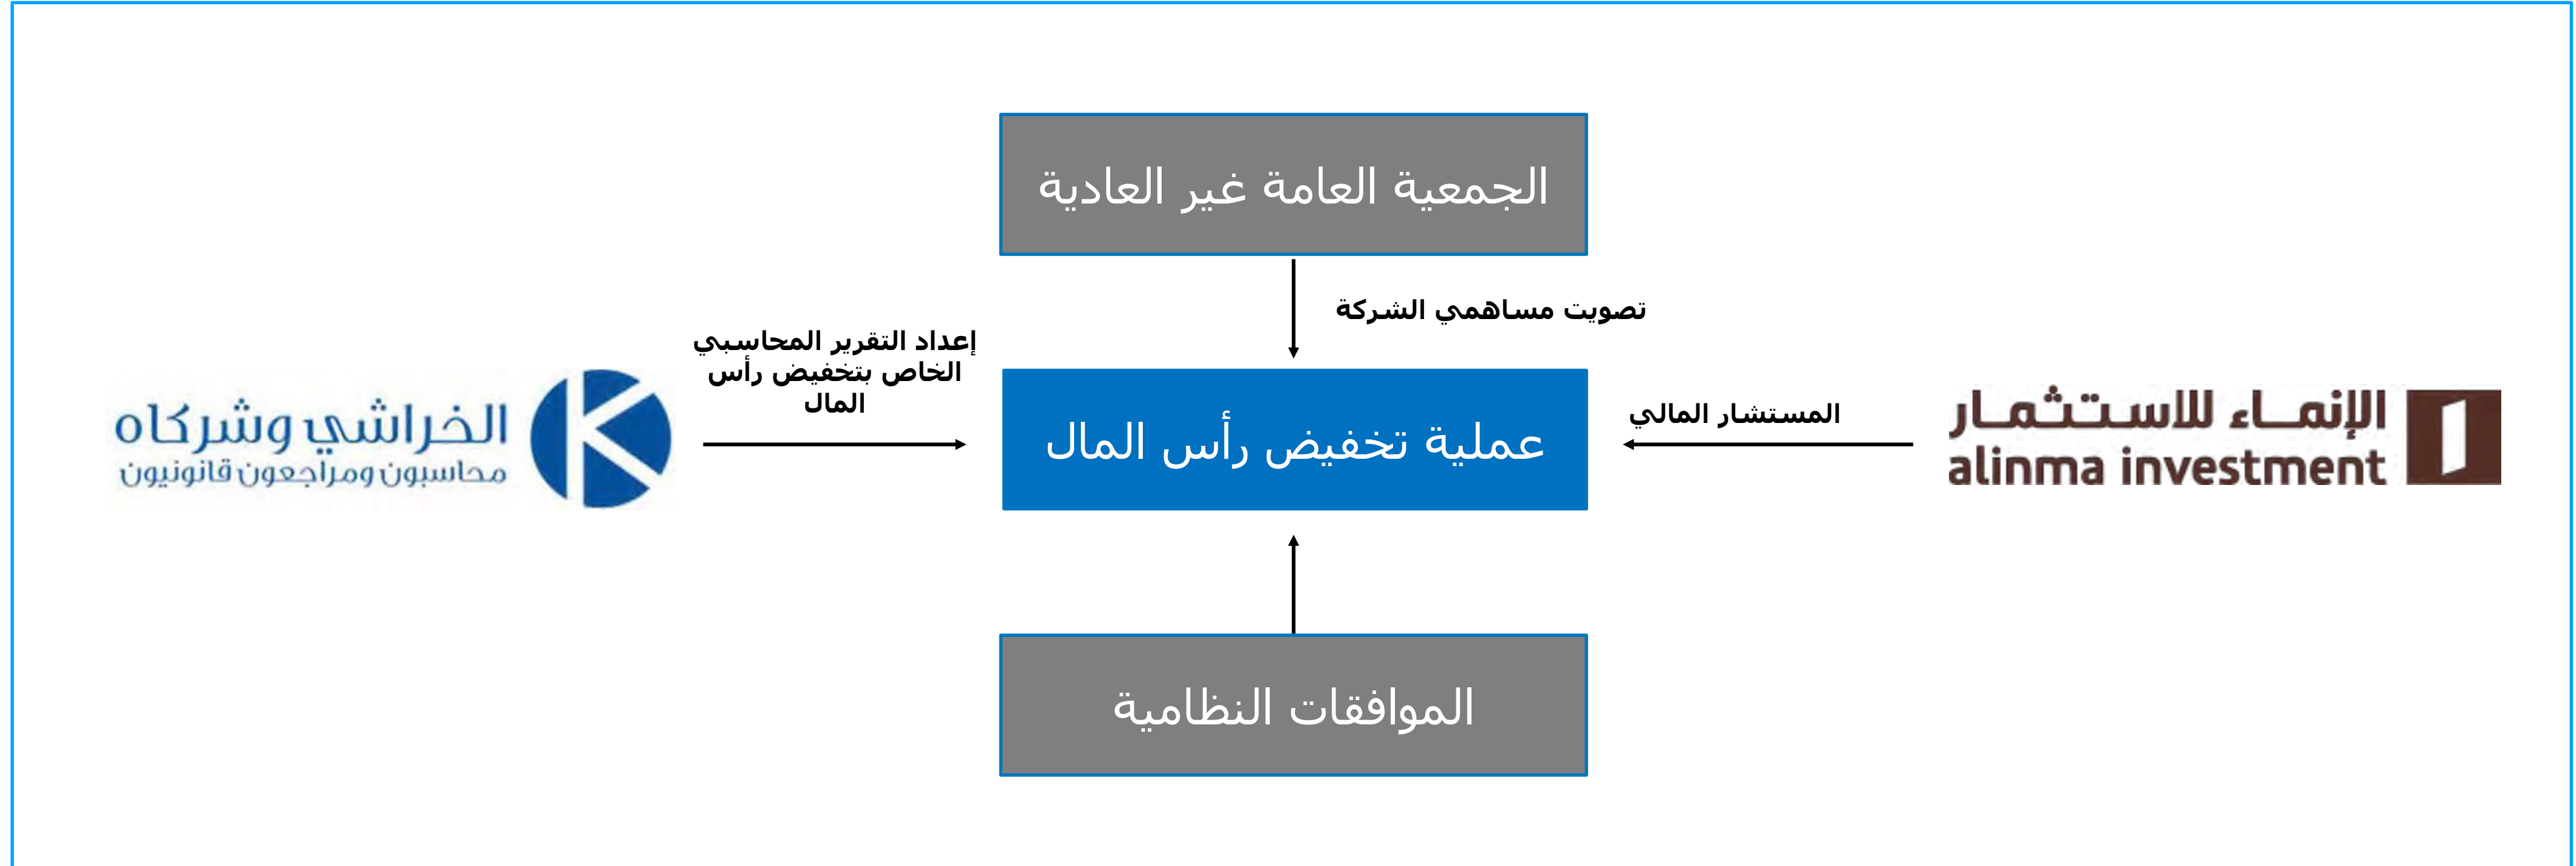 الجمعية العامة غير العادية
تصويت مساهمي الشركة
الإنماء للاستثمار
alinma investment
المستشار المالي
عملية تخفيض رأس المال
إعداد التقرير المحاسبي
الخاص بتخفيض رأس
المال
الخراشي وشركاه
محاسبون ومراجعون قانونيون
الموافقات النظامية